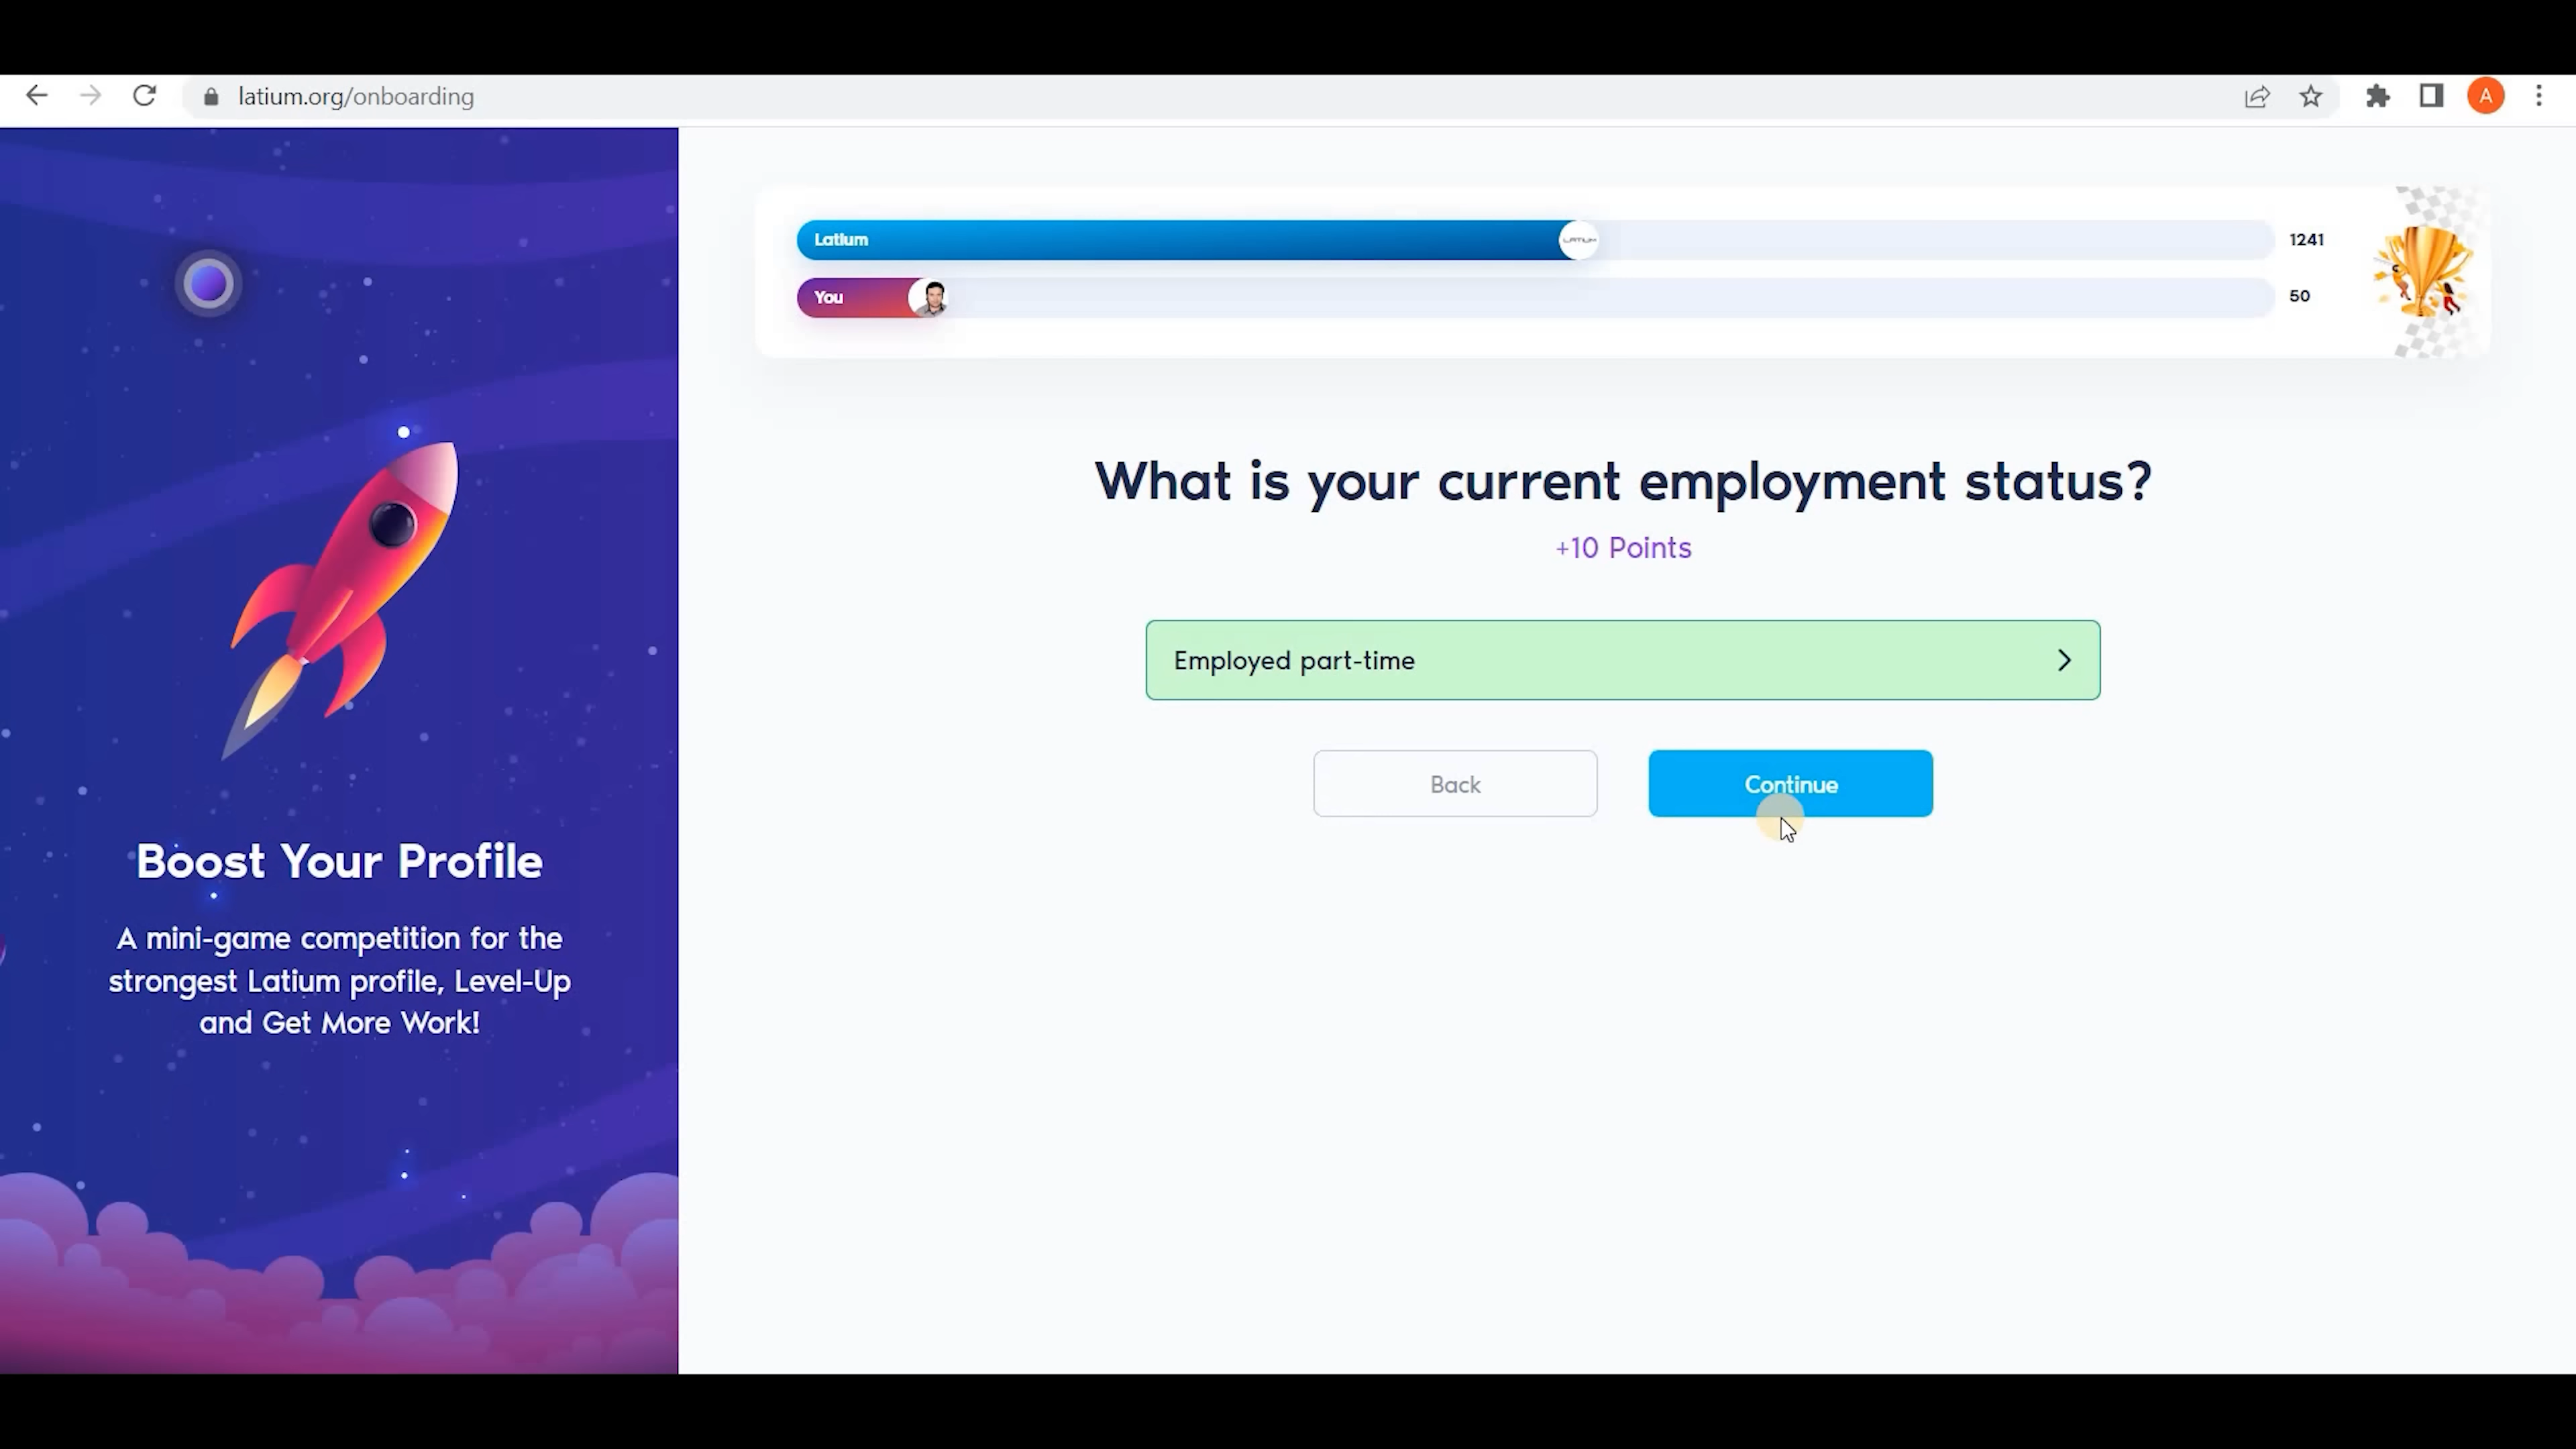 latium.org/onboarding
A
Latium
LATIUM
1241
You
50
What is your current employment status?
+10 Points
Employed part-time
Back
Continue
Boost Your Profile
A mini-game competition for the
strongest Latium profile, Level-Up
and Get More Work!